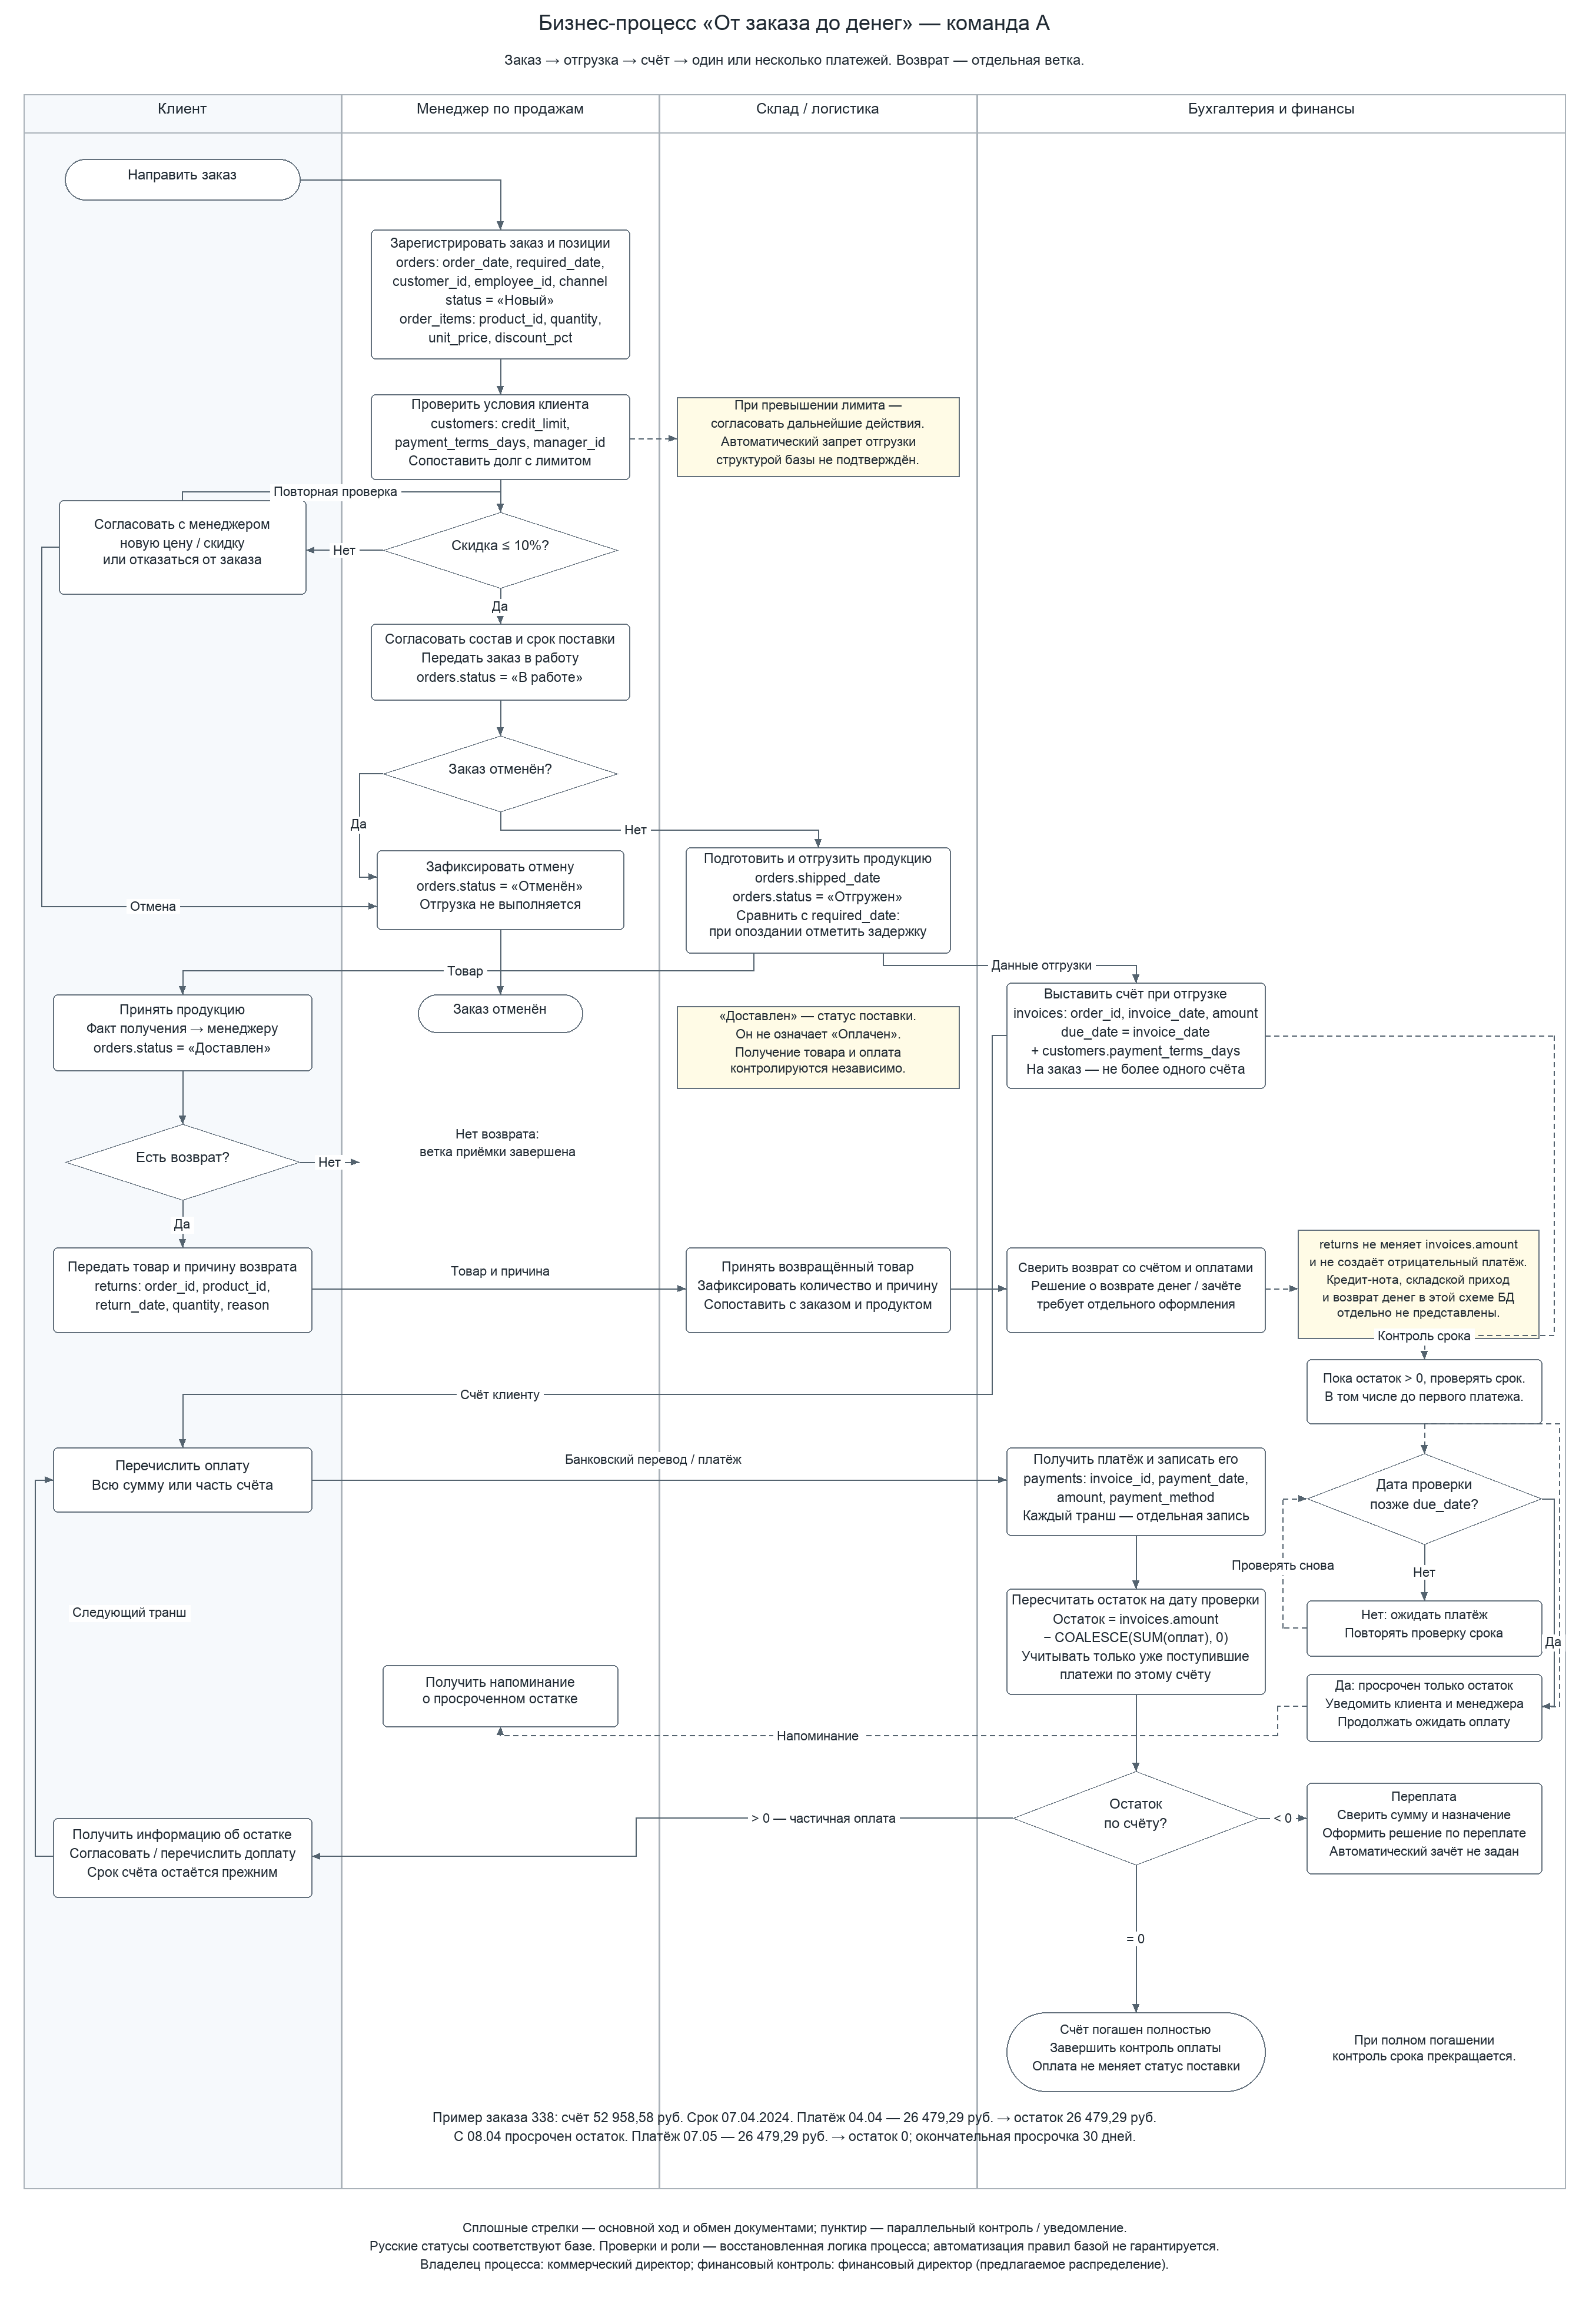 Бизнес-процесс «От заказа до денег» — команда А
Заказ → отгрузка → счёт → один или несколько платежей. Возврат — отдельная ветка.
Клиент
Менеджер по продажам
Склад / логистика
Бухгалтерия и финансы
Направить заказ
Зарегистрировать заказ и позиции
orders: order_date, required_date,
customer_id, employee_id, channel
status = «Новый»
order_items: product_id, quantity,
unit_price, discount_pct
Проверить условия клиента
customers: credit_limit,
payment_terms_days, manager_id
Сопоставить долг с лимитом
При превышении лимита —
согласовать дальнейшие действия.
Автоматический запрет отгрузки
структурой базы не подтверждён.
Повторная проверка
Согласовать с менеджером
новую цену / скидку
или отказаться от заказа
Нет
Скидка ≤ 10%?
Да
Согласовать состав и срок поставки
Передать заказ в работу
orders.status = «В работе»
Заказ отменён?
Да
Нет
Зафиксировать отмену
orders.status = «Отменён»
Отгрузка не выполняется
Отмена
Подготовить и отгрузить продукцию
orders.shipped_date
orders.status = «Отгружен»
Сравнить с required_date:
при опоздании отметить задержку
Товар
Данные отгрузки
Принять продукцию
Факт получения → менеджеру
orders.status = «Доставлен»
Заказ отменён
«Доставлен» — статус поставки.
Он не означает «Оплачен».
Получение товара и оплата
контролируются независимо.
Выставить счёт при отгрузке
invoices: order_id, invoice_date, amount
due_date = invoice_date
+ customers.payment_terms_days
На заказ — не более одного счёта
Есть возврат?
Нет
Нет возврата:
ветка приёмки завершена
Да
Передать товар и причину возврата
returns: order_id, product_id,
return_date, quantity, reason
Товар и причина
Принять возвращённый товар
Зафиксировать количество и причину
Сопоставить с заказом и продуктом
Сверить возврат со счётом и оплатами
Решение о возврате денег / зачёте
требует отдельного оформления
returns не меняет invoices.amount
и не создаёт отрицательный платёж.
Кредит-нота, складской приход
и возврат денег в этой схеме БД
отдельно не представлены.
Контроль срока
Пока остаток > 0, проверять срок.
В том числе до первого платежа.
Счёт клиенту
Перечислить оплату
Всю сумму или часть счёта
Банковский перевод / платёж
Получить платёж и записать его
payments: invoice_id, payment_date,
amount, payment_method
Каждый транш — отдельная запись
Дата проверки
позже due_date?
Проверять снова
Нет
Следующий транш
Пересчитать остаток на дату проверки
Остаток = invoices.amount
− COALESCE(SUM(оплат), 0)
Учитывать только уже поступившие
платежи по этому счёту
Нет: ожидать платёж
Повторять проверку срока
Да
Получить напоминание
о просроченном остатке
Да: просрочен только остаток
Уведомить клиента и менеджера
Продолжать ожидать оплату
Напоминание
Остаток
по счёту?
> 0 — частичная оплата
< 0
Переплата
Сверить сумму и назначение
Оформить решение по переплате
Автоматический зачёт не задан
Получить информацию об остатке
Согласовать / перечислить доплату
Срок счёта остаётся прежним
= 0
Счёт погашен полностью
Завершить контроль оплаты
Оплата не меняет статус поставки
При полном погашении
контроль срока прекращается.
Пример заказа 338: счёт 52 958,58 руб. Срок 07.04.2024. Платёж 04.04 — 26 479,29 руб. → остаток 26 479,29 руб.
С 08.04 просрочен остаток. Платёж 07.05 — 26 479,29 руб. → остаток 0; окончательная просрочка 30 дней.
Сплошные стрелки — основной ход и обмен документами; пунктир — параллельный контроль / уведомление.
Русские статусы соответствуют базе. Проверки и роли — восстановленная логика процесса; автоматизация правил базой не гарантируется.
Владелец процесса: коммерческий директор; финансовый контроль: финансовый директор (предлагаемое распределение).